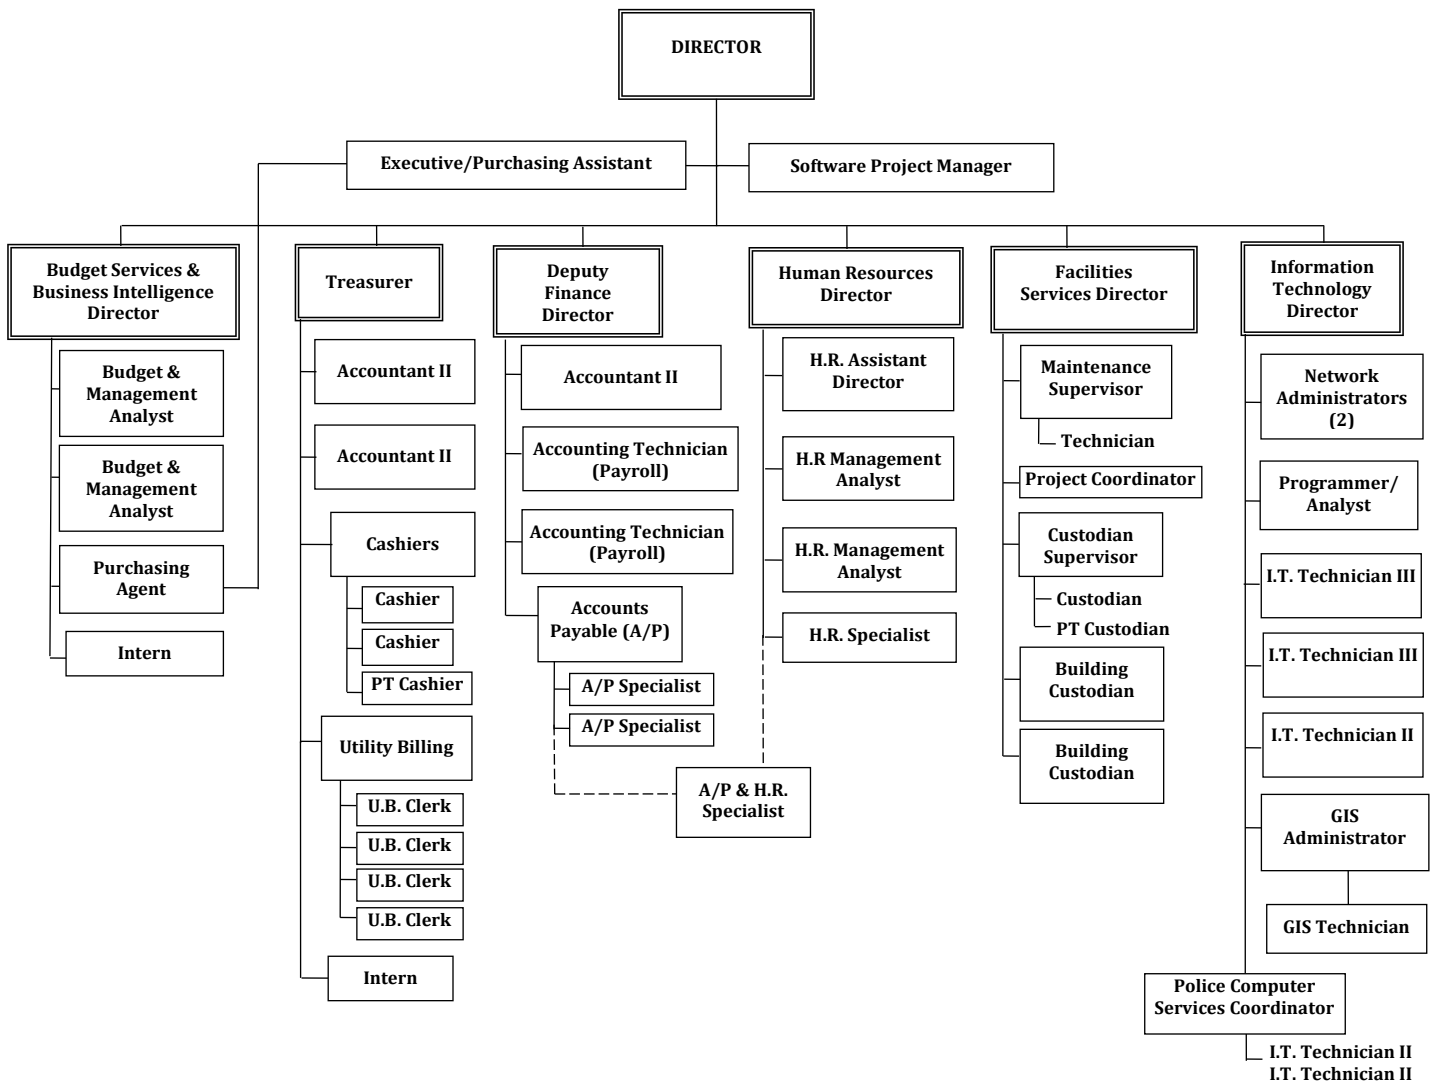 DIRECTOR
Executive/Purchasing Assistant
Software Project Manager
Budget Services &
Business Intelligence
Director
Budget &
Management
Analyst
Budget &
Management
Analyst
Purchasing
Agent
Intern
Treasurer
Accountant II
Accountant II
Cashiers
Cashier
Cashier
PT Cashier
Utility Billing
U.B. Clerk
U.B. Clerk
U.B. Clerk
U.B. Clerk
Intern
Deputy
Finance
Director
Accountant II
Accounting Technician
(Payroll)
Accounting Technician
(Payroll)
Accounts
Payable (A/P)
A/P Specialist
A/P Specialist
A/P & H.R.
Specialist
Human Resources
Director
H.R. Assistant
Director
H.R Management
Analyst
H.R. Management
Analyst
H.R. Specialist
Facilities
Services Director
Maintenance
Supervisor
Technician
Project Coordinator
Custodian
Supervisor
Custodian
PT Custodian
Building
Custodian
Building
Custodian
Information
Technology
Director
Network
Administrators
(2)
Programmer/
Analyst
I.T. Technician III
I.T. Technician III
I.T. Technician II
GIS
Administrator
GIS Technician
Police Computer
Services Coordinator
I.T. Technician II
I.T. Technician II